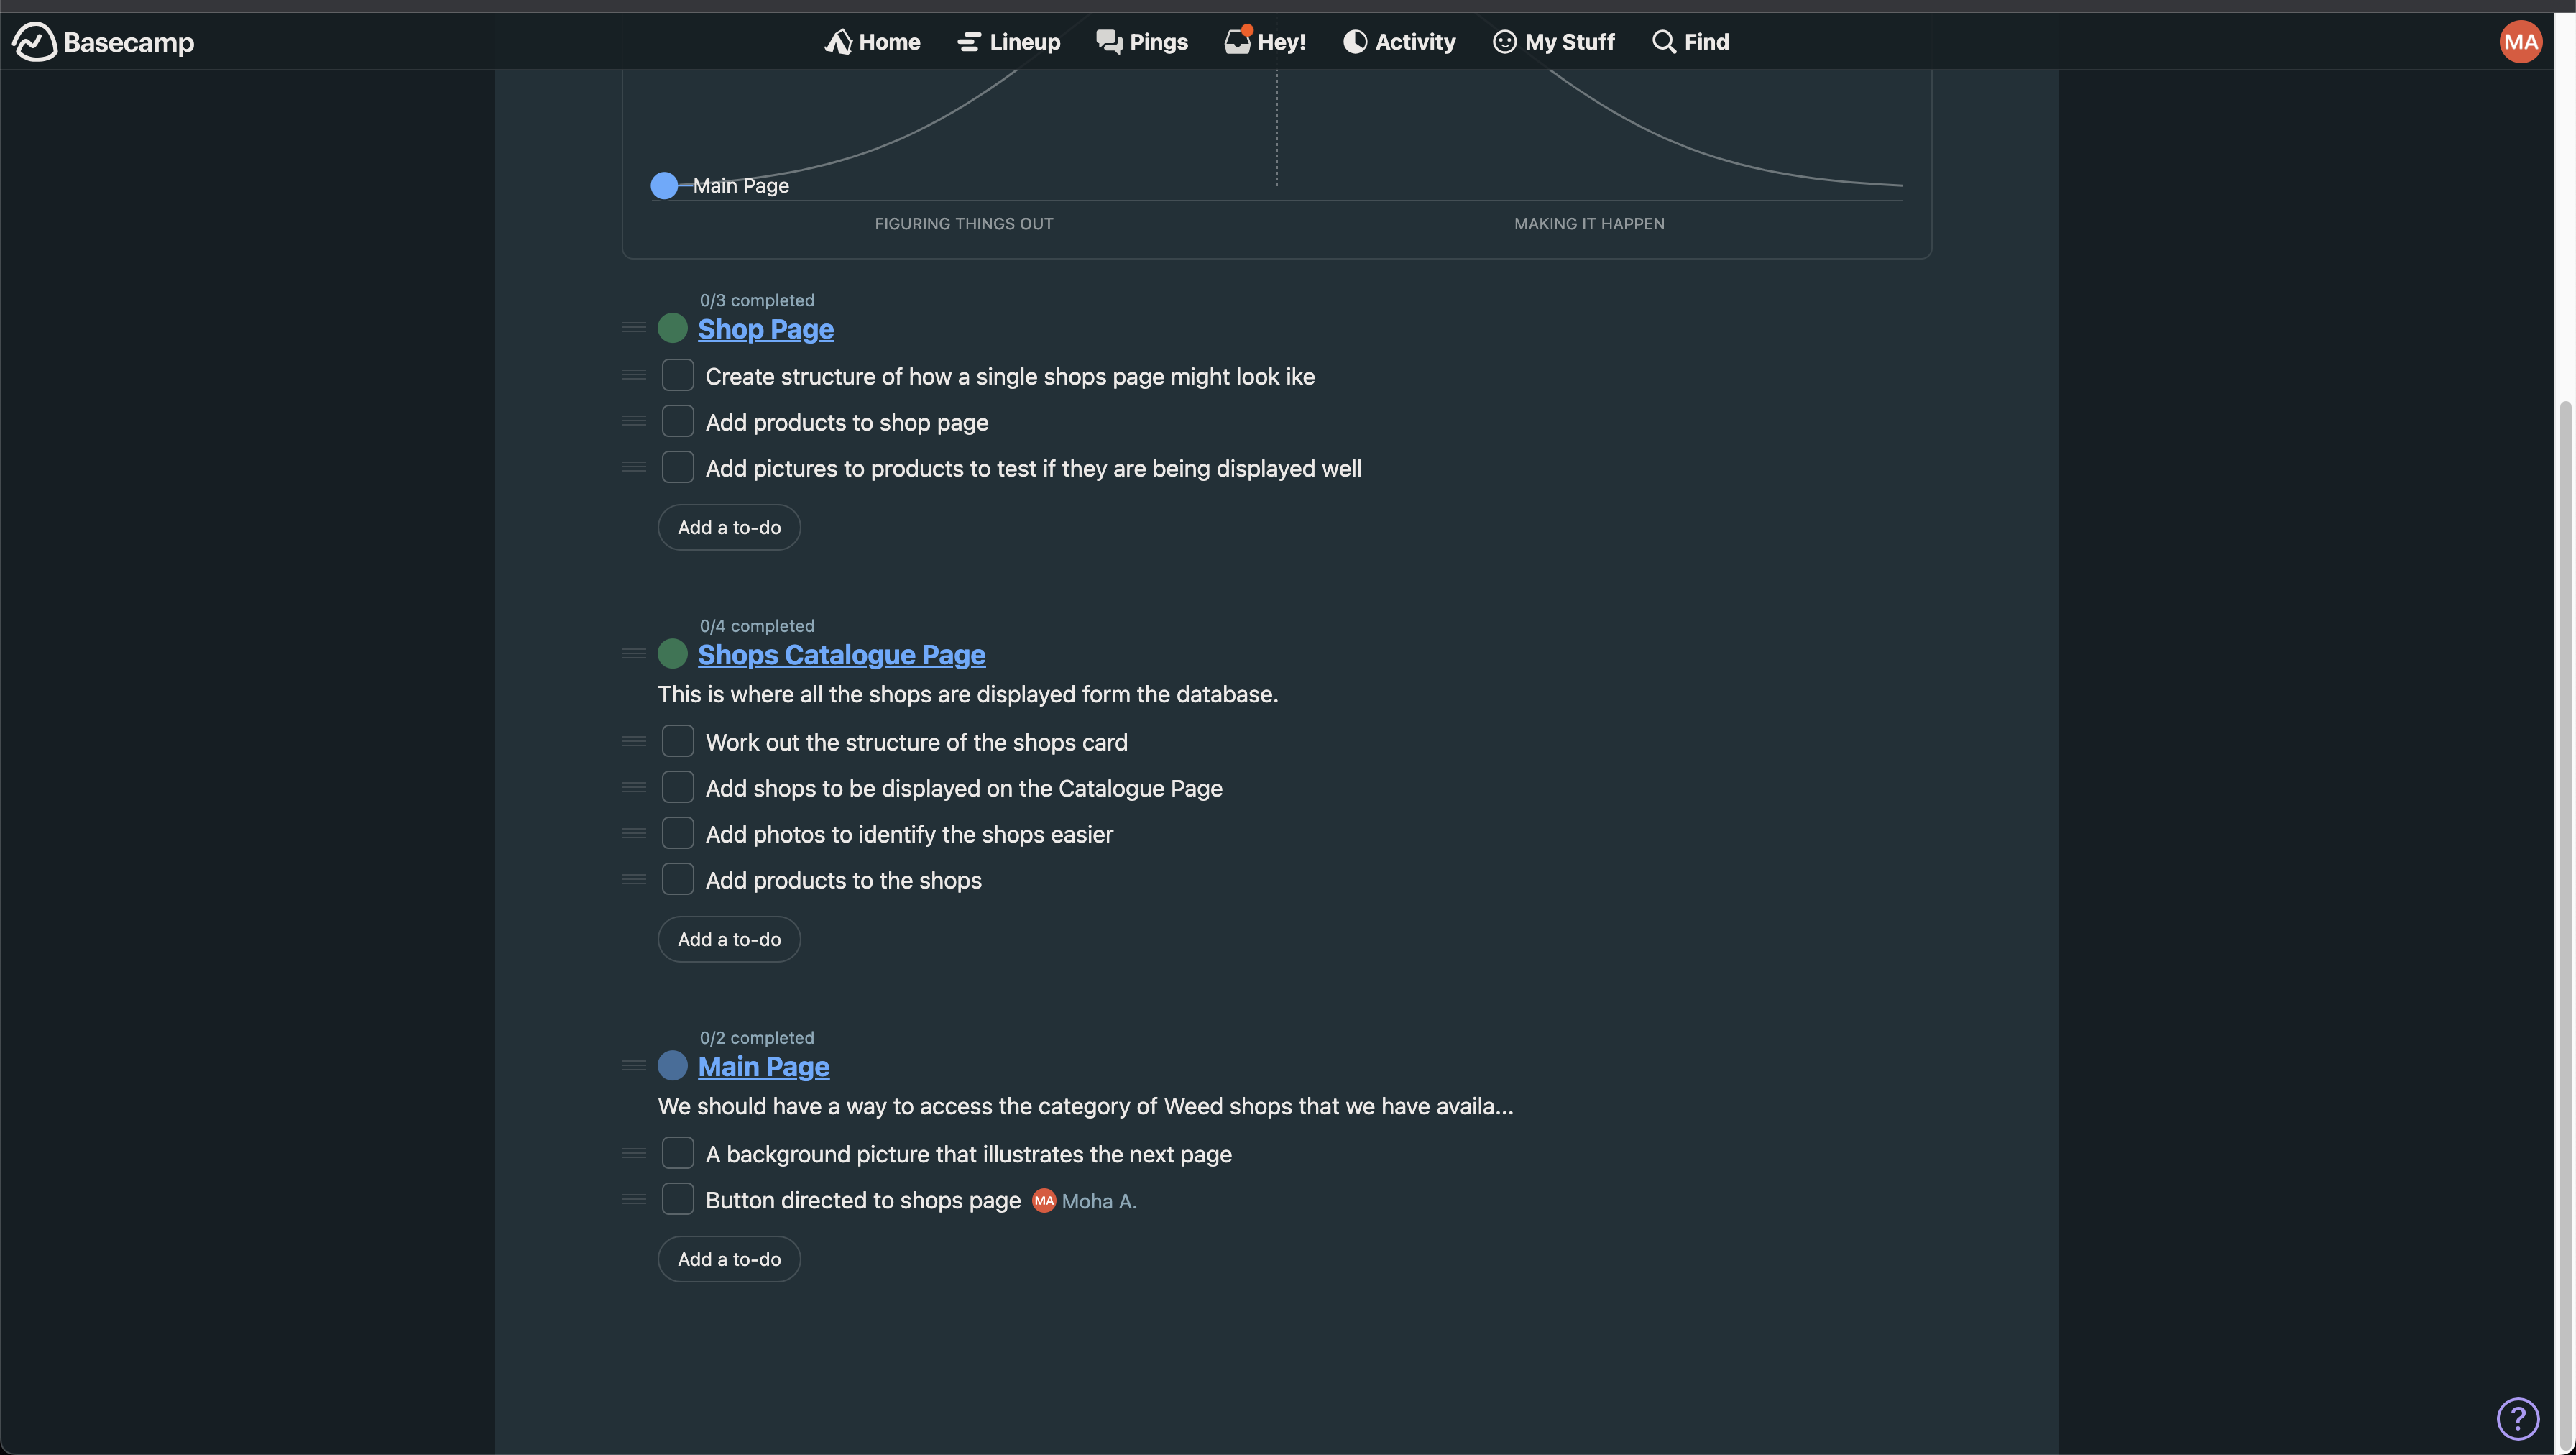 Basecamp
Home Lineup Pings Hey! Activity My Stuff Find MA
Main Page
FIGURING THINGS OUT MAKING IT HAPPEN
0/3 completed
Shop Page
Create structure of how a single shops page might look ike
Add products to shop page
Add pictures to products to test if they are being displayed well
Add a to-do
0/4 completed
Shops Catalogue Page
This is where all the shops are displayed form the database.
Work out the structure of the shops card
Add shops to be displayed on the Catalogue Page
Add photos to identify the shops easier
Add products to the shops
Add a to-do
0/2 completed
Main Page
We should have a way to access the category of Weed shops that we have availa...
A background picture that illustrates the next page
Button directed to shops page MA Moha A.
Add a to-do
?